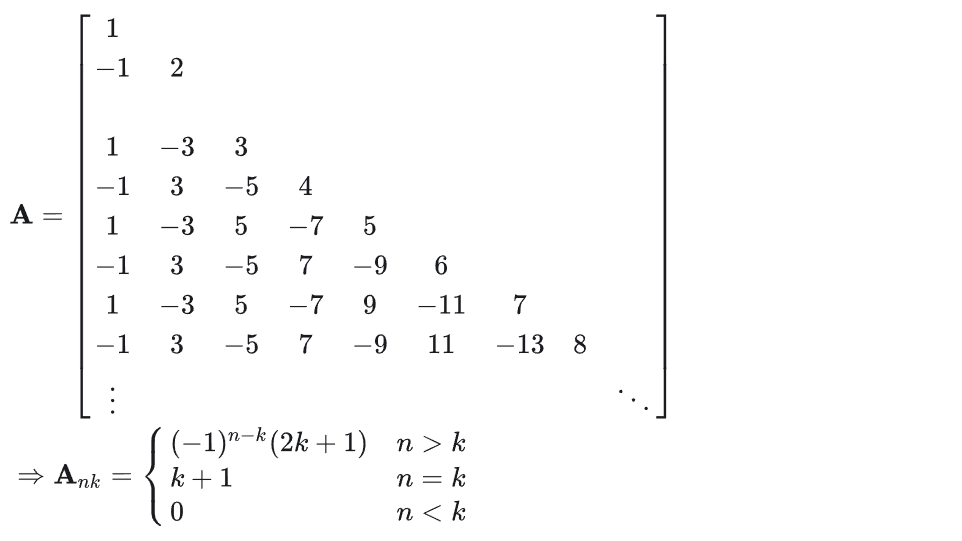 1
−1 2
1 −3 3
−1 3 −5 4
A = 1 −3 5 −7 5
−1 3 −5 7 −9 6
1 −3 5 −7 9 −11 7
−1 3 −5 7 −9 11 −13 8
⋮ ⋱
(−1)^{n−k}(2k + 1) n > k
⇒ A_{nk} = { k + 1 n = k
0 n < k